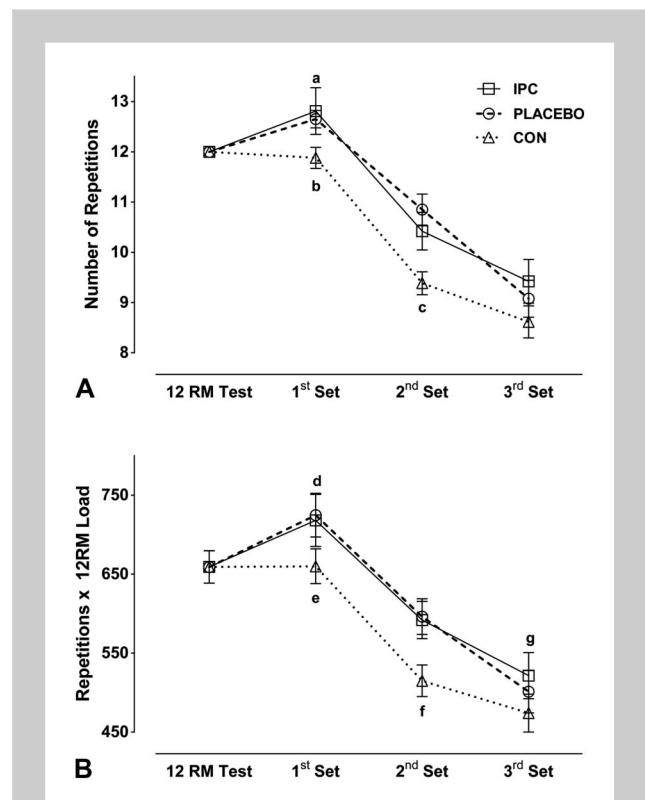 a
IPC
PLACEBO
CON
Number of Repetitions
13
12
11
10
9
8
b
c
A
12 RM Test 1st Set 2nd Set 3rd Set
Repetitions x 12RM Load
750
650
550
450
d
e
f
g
B
12 RM Test 1st Set 2nd Set 3rd Set